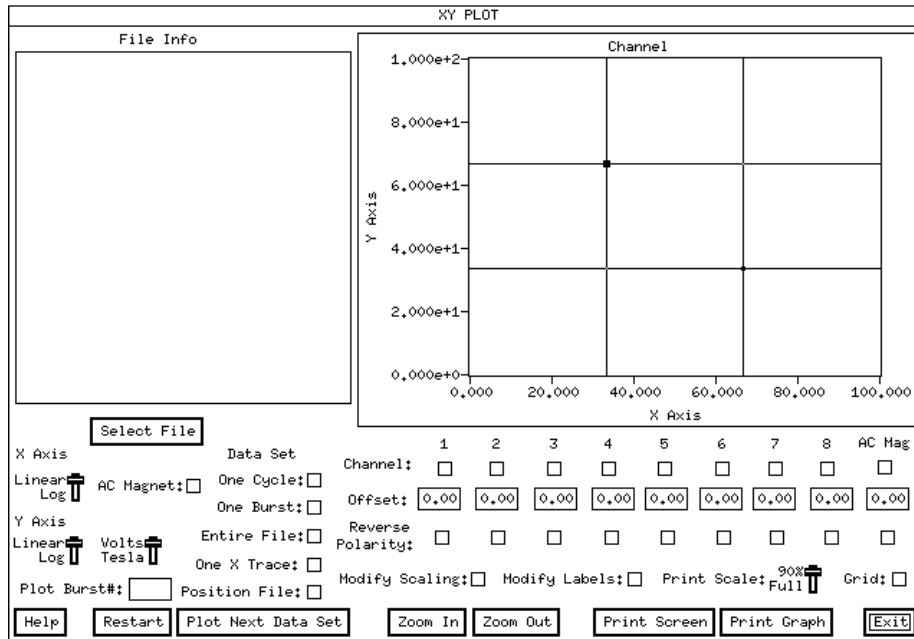 XY PLOT
File Info
Channel
1.000e+2
8.000e+1
6.000e+1
4.000e+1
2.000e+1
0.000e+0
Y Axis
0.000 20.000 40.000 60.000 80.000 100.000
X Axis
Select File
X Axis
Linear
Log
AC Magnet:
Y Axis
Linear
Log
Volts
Tesla
Plot Burst#:
Data Set
One Cycle:
One Burst:
Entire File:
One X Trace:
Position File:
1 2 3 4 5 6 7 8 AC Mag
Channel:
Offset: 0.00 0.00 0.00 0.00 0.00 0.00 0.00 0.00 0.00
Reverse
Polarity:
Modify Scaling: Modify Labels: Print Scale: 90% Grid:
Full
Help Restart Plot Next Data Set Zoom In Zoom Out Print Screen Print Graph Exit